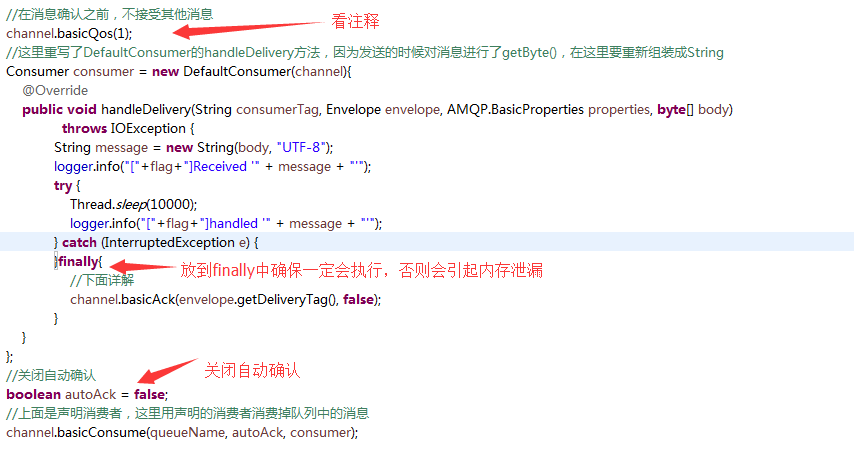 //在消息确认之前，不接受其他消息
channel.basicQos(1);
看注释
//这里重写了DefaultConsumer的handleDelivery方法，因为发送的时候对消息进行了getByte()，在这里要重新组装成String
Consumer consumer = new DefaultConsumer(channel){
@Override
public void handleDelivery(String consumerTag, Envelope envelope, AMQP.BasicProperties properties, byte[] body)
throws IOException {
String message = new String(body, "UTF-8");
logger.info("["+flag+"]Received '" + message + "'");
try {
Thread.sleep(10000);
logger.info("["+flag+"]handled '" + message + "'");
} catch (InterruptedException e) {
}finally{
放到finally中确保一定会执行，否则会引起内存泄漏
//下面详解
channel.basicAck(envelope.getDeliveryTag(), false);
}
}
};
//关闭自动确认
关闭自动确认
boolean autoAck = false;
//上面是声明消费者，这里用声明的消费者消费掉队列中的消息
channel.basicConsume(queueName, autoAck, consumer);